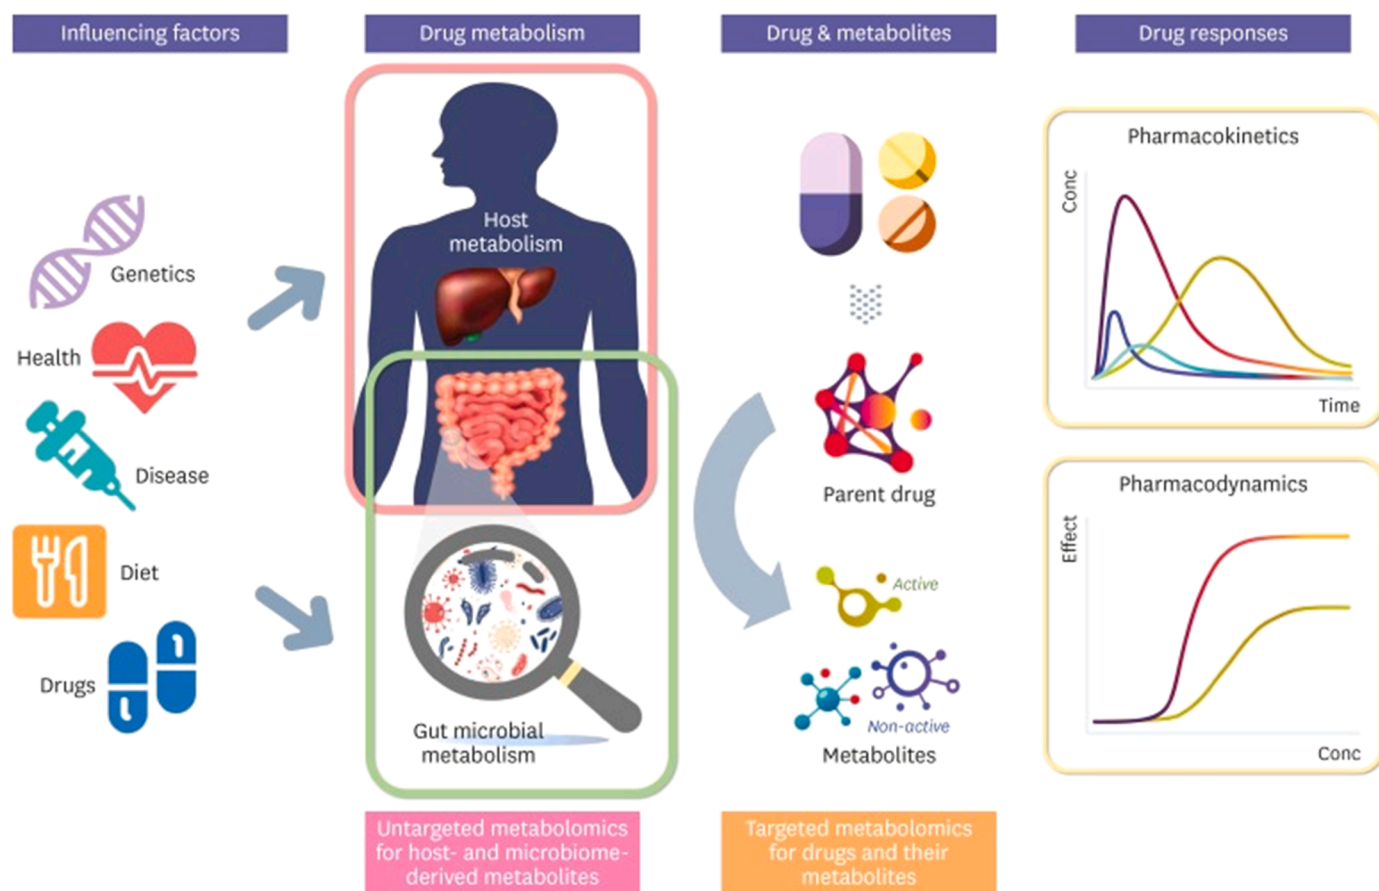 Influencing factors
Drug metabolism
Drug & metabolites
Drug responses
Genetics
Health
Disease
Diet
Drugs
Host
metabolism
Gut microbial
metabolism
Untargeted metabolomics
for host- and microbiome-
derived metabolites
Parent drug
Active
Non-active
Metabolites
Targeted metabolomics
for drugs and their
metabolites
Pharmacokinetics
Conc
Time
Pharmacodynamics
Effect
Conc